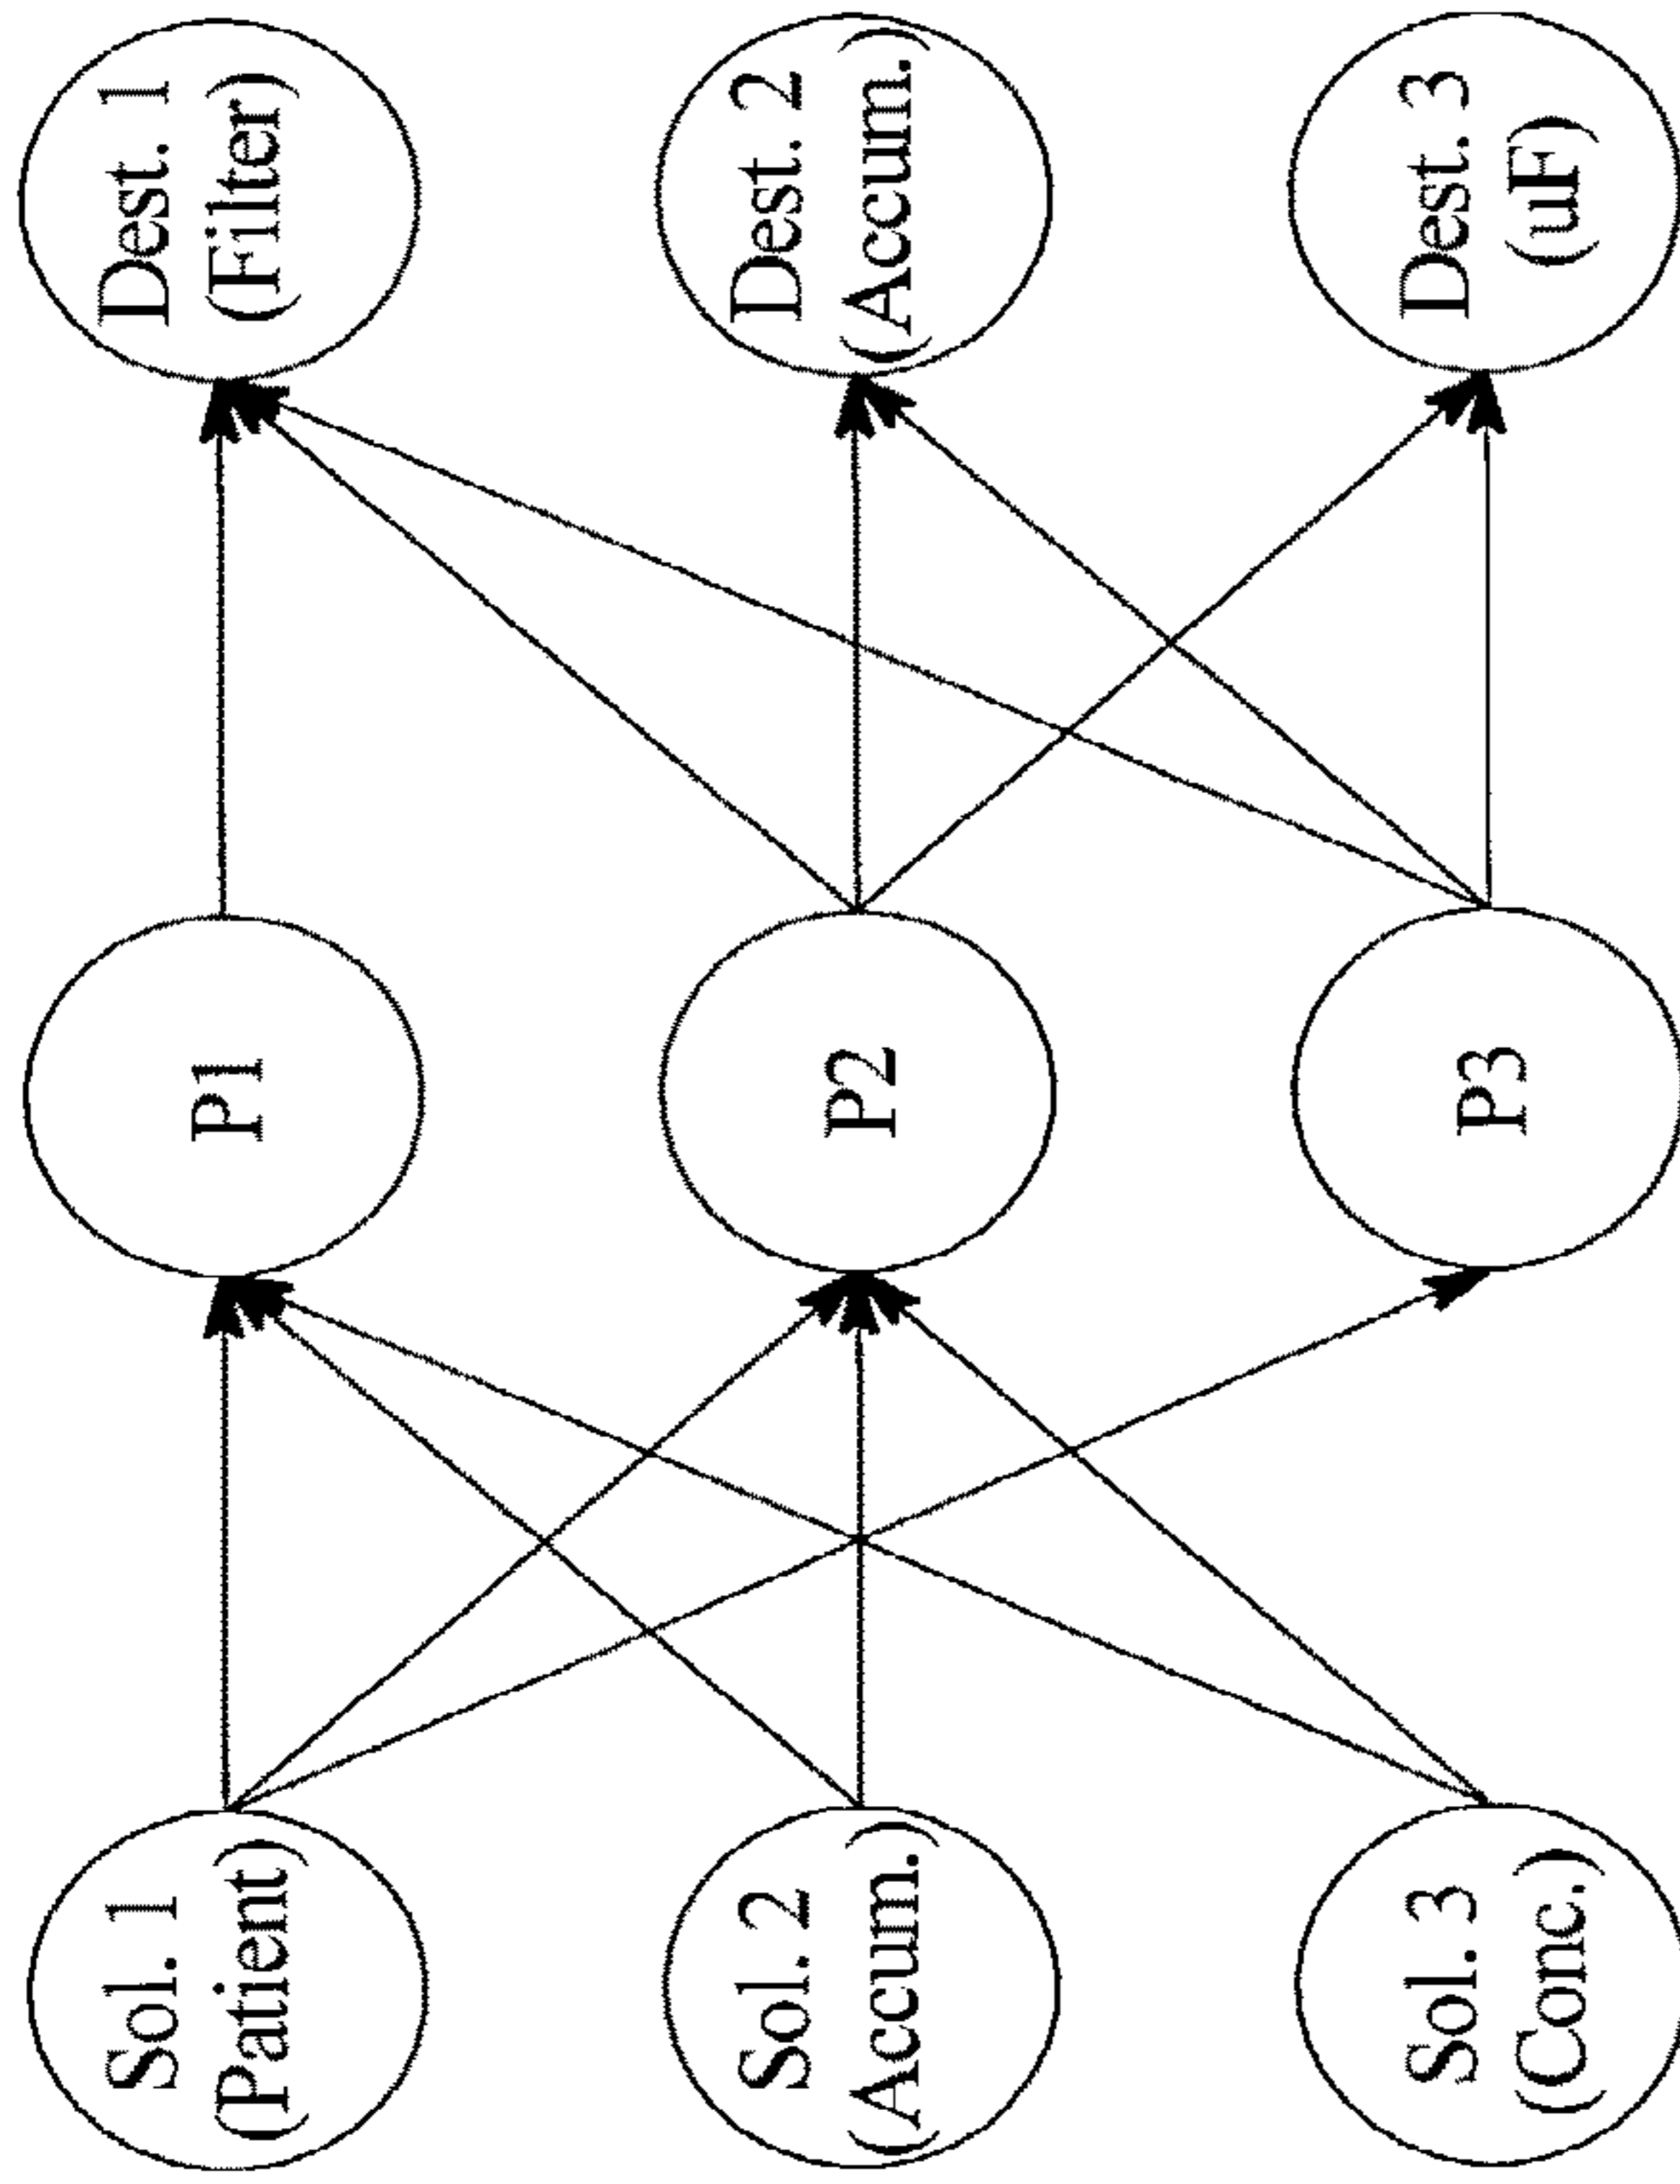 Sol. 1
(Patient)
Sol. 2
(Accum.)
Sol. 3
(Conc.)
P1
P2
P3
Dest. 1
(Filter)
Dest. 2
(Accum.)
Dest. 3
(uF)